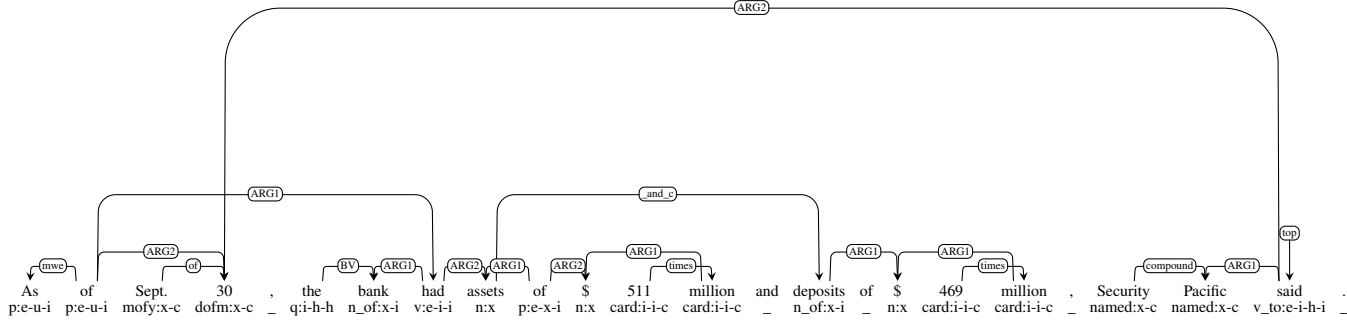 ARG2
ARG1 _and_c
ARG2 ARG1 ARG1 ARG1 top
mwe of BV ARG1 ARG2 ARG1 ARG2 times times compound ARG1
As of Sept. 30 , the bank had assets of $ 511 million and deposits of $ 469 million , Security Pacific said .
p:e-u-i p:e-u-i mofy:x-c dofm:x-c _ q:i-h-h n_of:x-i v:e-i-i n:x p:e-x-i n:x card:i-i-c card:i-i-c _ n_of:x-i _ n:x card:i-i-c card:i-i-c _ named:x-c named:x-c v_to:e-i-h-i _